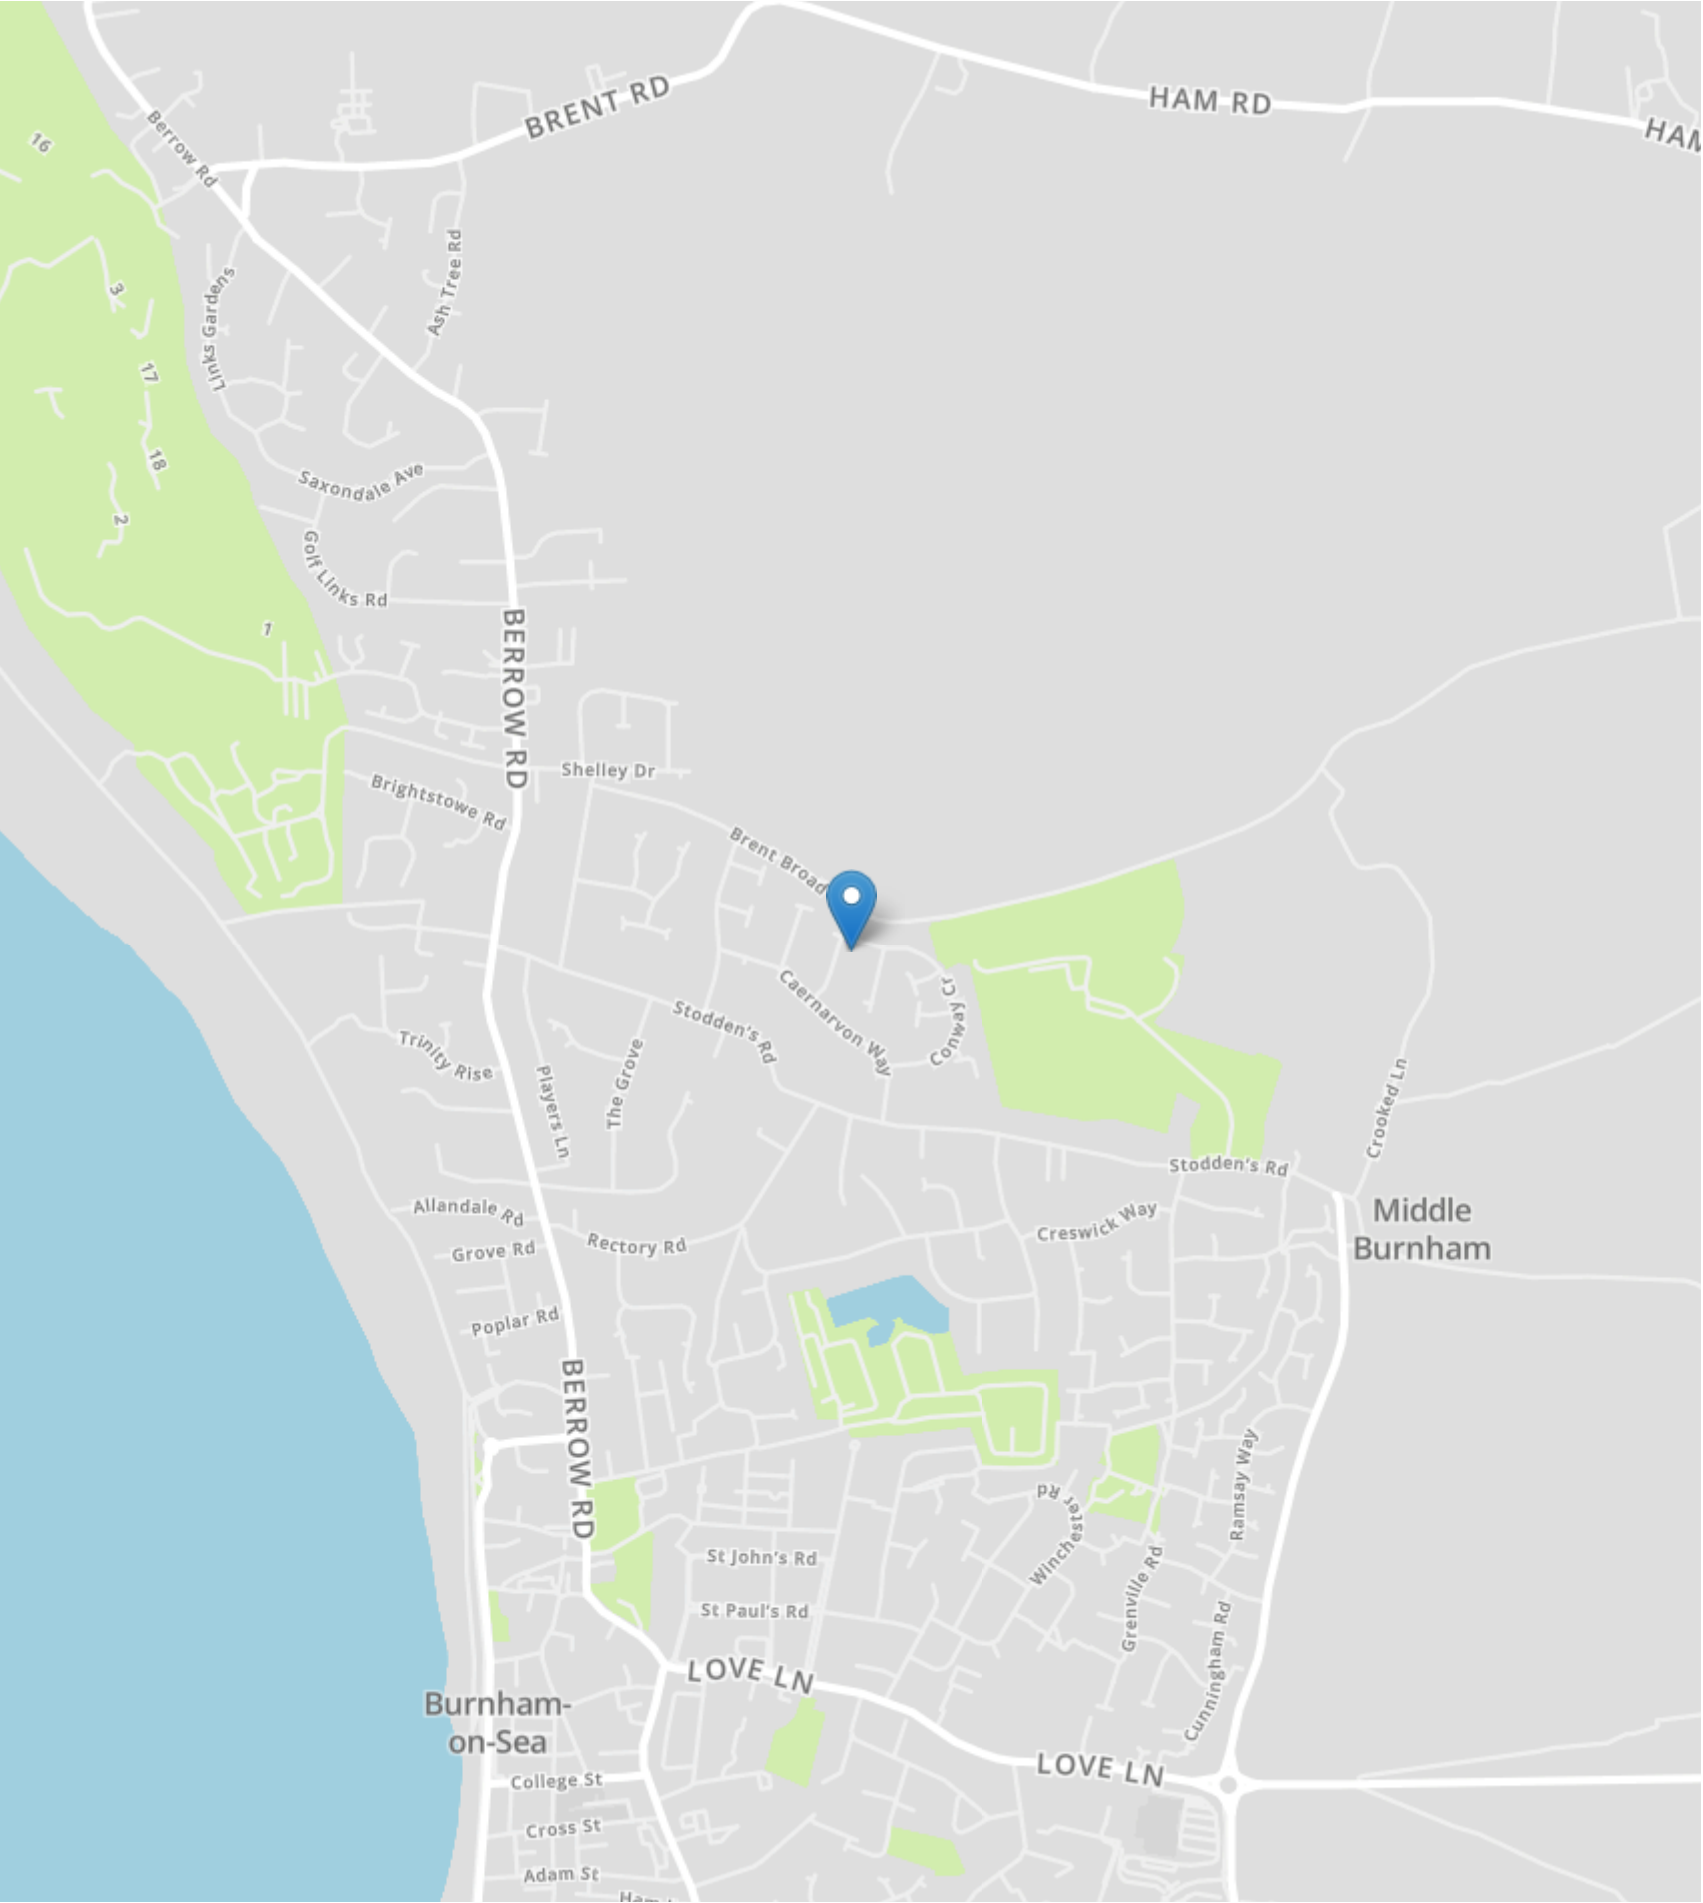 BRENT RD
HAM RD
HAM
Berrow Rd
16
Ash Tree Rd
Links Gardens
3
17
18
Saxondale Ave
2
Golf Links Rd
1
BERROW RD
Shelley Dr
Brightstowe Rd
Brent Broad
Caernarvon Way
Conway Cr
Stodden's Rd
Trinity Rise
Players Ln
The Grove
Crooked Ln
Stodden's Rd
Allandale Rd
Middle
Burnham
Creswick Way
Rectory Rd
Grove Rd
Poplar Rd
BERROW RD
Ramsay Way
Winchester Rd
St John's Rd
Grenville Rd
St Paul's Rd
Cunningham Rd
LOVE LN
Burnham-
on-Sea
LOVE LN
College St
Cross St
Adam St